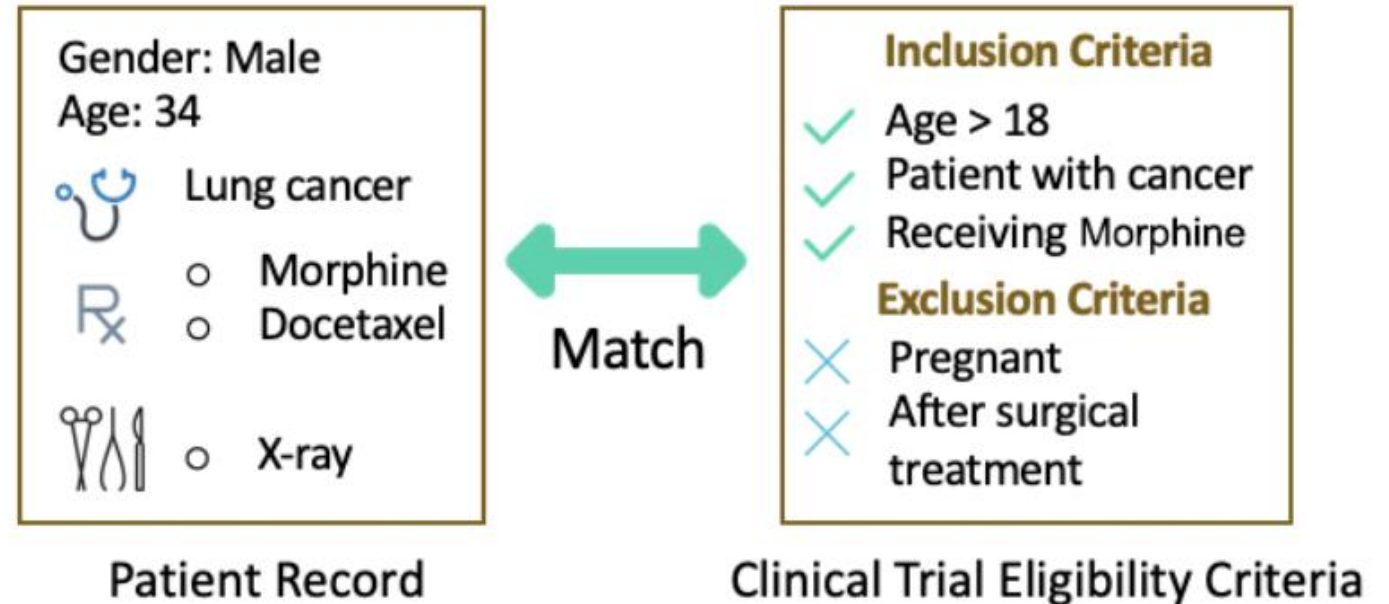 Gender: Male
Age: 34
Lung cancer
Morphine
Rx
Docetaxel
X-ray
Patient Record
Match
Inclusion Criteria
Age > 18
Patient with cancer
Receiving Morphine
Exclusion Criteria
Pregnant
After surgical
treatment
Clinical Trial Eligibility Criteria